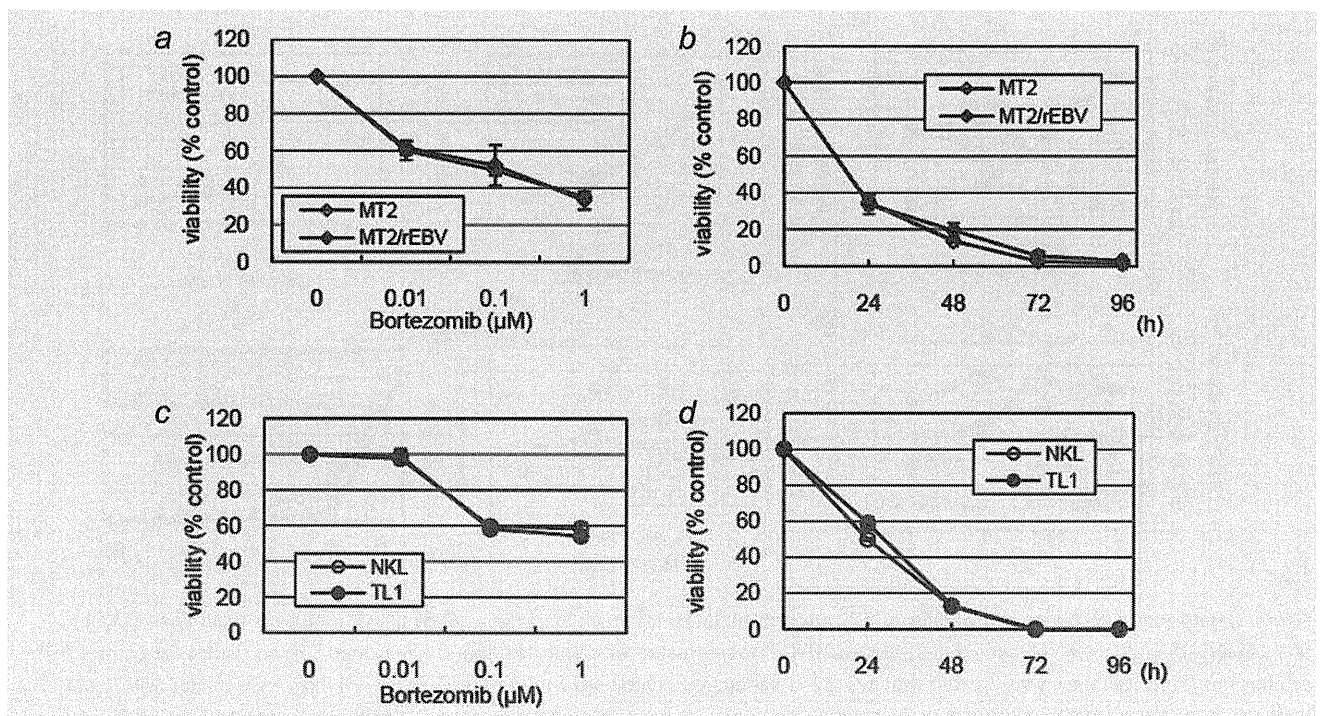 a
120
100
80
60
40
20
0
viability (% control)
MT2
MT2/rEBV
0 0.01 0.1 1
Bortezomib (µM)
b
120
100
80
60
40
20
0
viability (% control)
MT2
MT2/rEBV
0 24 48 72 96 (h)
c
120
100
80
60
40
20
0
viability (% control)
NKL
TL1
0 0.01 0.1 1
Bortezomib (µM)
d
120
100
80
60
40
20
0
viability (% control)
NKL
TL1
0 24 48 72 96 (h)